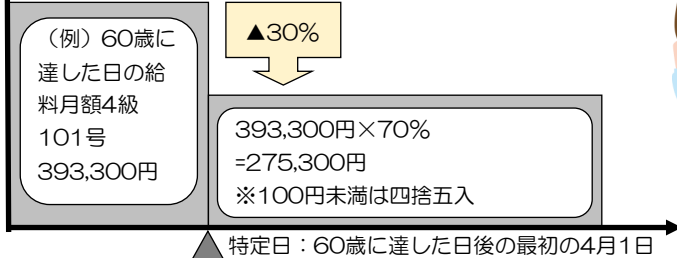 （例）60歳に
達した日の給
料月額4級
101号
393,300円
▲30%
393,300円×70%
=275,300円
※100円未満は四捨五入
特定日：60歳に達した日後の最初の4月1日